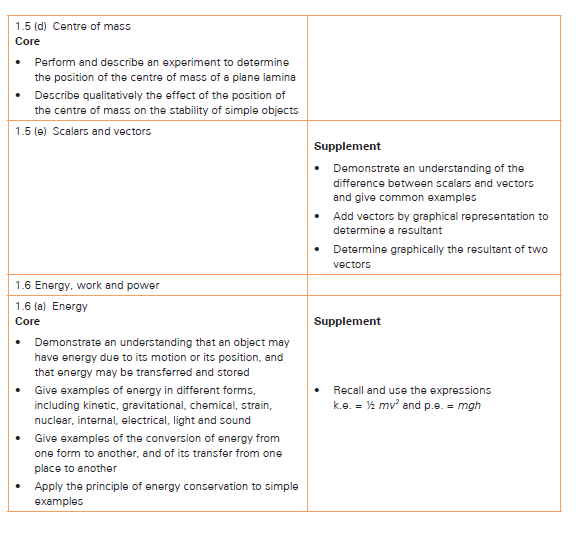 1.5 (d) Centre of mass
Core
• Perform and describe an experiment to determine
the position of the centre of mass of a plane lamina
• Describe qualitatively the effect of the position of
the centre of mass on the stability of simple objects
1.5 (e) Scalars and vectors
Supplement
• Demonstrate an understanding of the
difference between scalars and vectors
and give common examples
• Add vectors by graphical representation to
determine a resultant
• Determine graphically the resultant of two
vectors
1.6 Energy, work and power
1.6 (a) Energy
Core
• Demonstrate an understanding that an object may
have energy due to its motion or its position, and
that energy may be transferred and stored
• Give examples of energy in different forms,
including kinetic, gravitational, chemical, strain,
nuclear, internal, electrical, light and sound
• Give examples of the conversion of energy from
one form to another, and of its transfer from one
place to another
• Apply the principle of energy conservation to simple
examples
Supplement
• Recall and use the expressions
k.e. = ½ mv² and p.e. = mgh